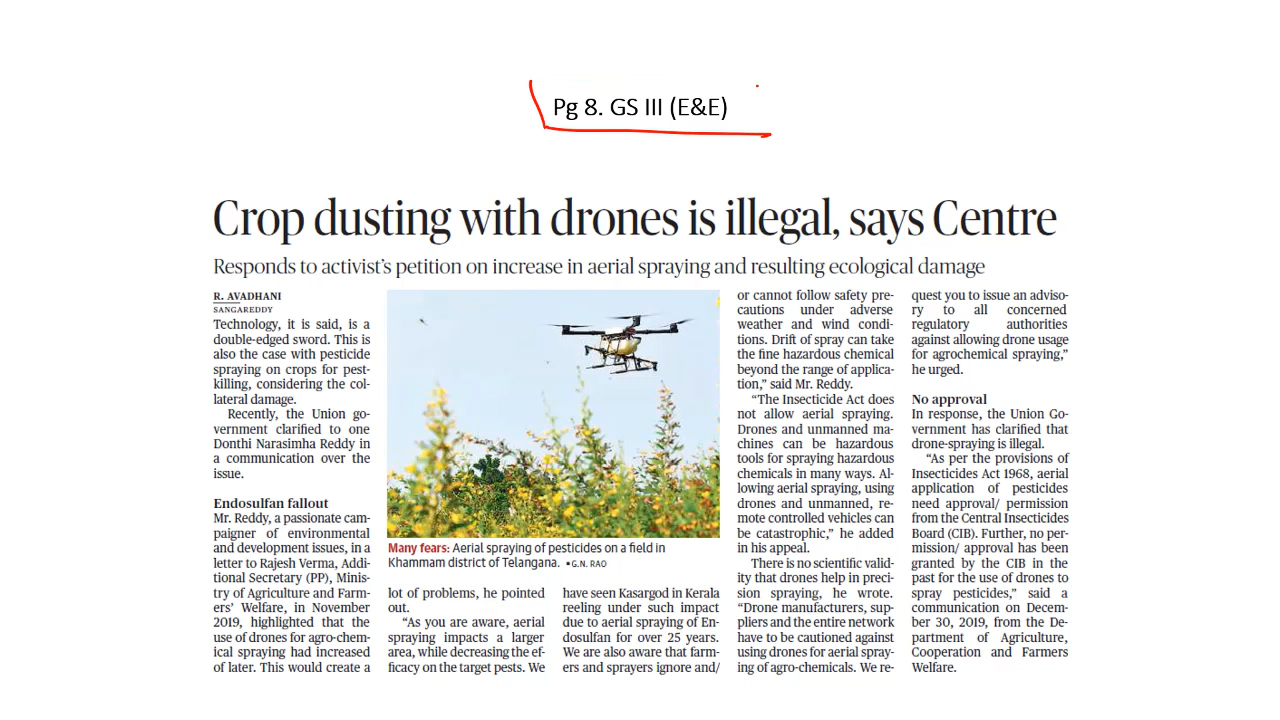 Pg 8. GS III (E&E)
Crop dusting with drones is illegal, says Centre
Responds to activist's petition on increase in aerial spraying and resulting ecological damage
R. AVADHANI
SANGAREDDY
Technology, it is said, is a
double-edged sword. This is
also the case with pesticide
spraying on crops for pest-
killing, considering the col-
lateral damage.
Recently, the Union go-
vernment clarified to one
Donthi Narasimha Reddy in
a communication over the
issue.
Endosulfan fallout
Mr. Reddy, a passionate cam-
paigner of environmental
and development issues, in a
letter to Rajesh Verma, Addi-
tional Secretary (PP), Minis-
try of Agriculture and Farm-
ers' Welfare, in November
2019, highlighted that the
use of drones for agro-chem-
ical spraying had increased
of late. This would create a
Many fears: Aerial spraying of pesticides on a field in
Khammam district of Telangana. ▪G.N. RAO
lot of problems, he pointed
out.
“As you are aware, aerial
spraying impacts a larger
area, while decreasing the ef-
ficacy on the target pests. We
have seen Kasargod in Kerala
reeling under such impact
due to aerial spraying of En-
dosulfan for over 25 years.
We are also aware that farm-
ers and sprayers ignore and/
or cannot follow safety pre-
cautions under adverse
weather and wind condi-
tions. Drift of spray can take
the fine hazardous chemical
beyond the range of applica-
tion,” said Mr. Reddy.
“The Insecticide Act does
not allow aerial spraying.
Drones and unmanned ma-
chines can be hazardous
tools for spraying hazardous
chemicals in many ways. Al-
lowing aerial spraying, using
drones and unmanned, re-
mote controlled vehicles can
be catastrophic,” he added
in his appeal.
There is no scientific valid-
ity that drones help in preci-
sion spraying, he wrote.
“Drone manufacturers, sup-
pliers and the entire network
have to be cautioned against
using drones for aerial spray-
ing of agro-chemicals. We re-
quest you to issue an adviso-
ry to all concerned
regulatory authorities
against allowing drone usage
for agrochemical spraying,”
he urged.
No approval
In response, the Union Go-
vernment has clarified that
drone-spraying is illegal.
“As per the provisions of
Insecticides Act 1968, aerial
application of pesticides
need approval/ permission
from the Central Insecticides
Board (CIB). Further, no per-
mission/ approval has been
granted by the CIB in the
past for the use of drones to
spray pesticides,” said a
communication on Decem-
ber 30, 2019, from the De-
partment of Agriculture,
Cooperation and Farmers
Welfare.